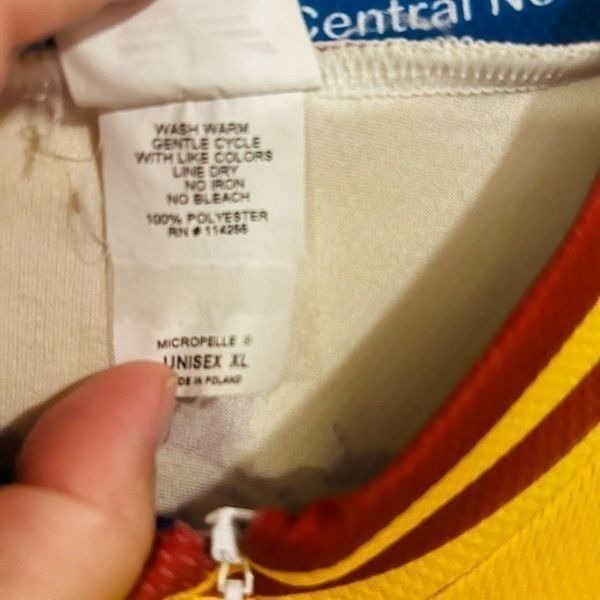 Central
WASH WARM
GENTLE CYCLE
WITH LIKE COLORS
LINE DRY
NO IRON
NO BLEACH
100% POLYESTER
RN # 114256
MICROPELLE ®
UNISEX XL
DE IN POLAND